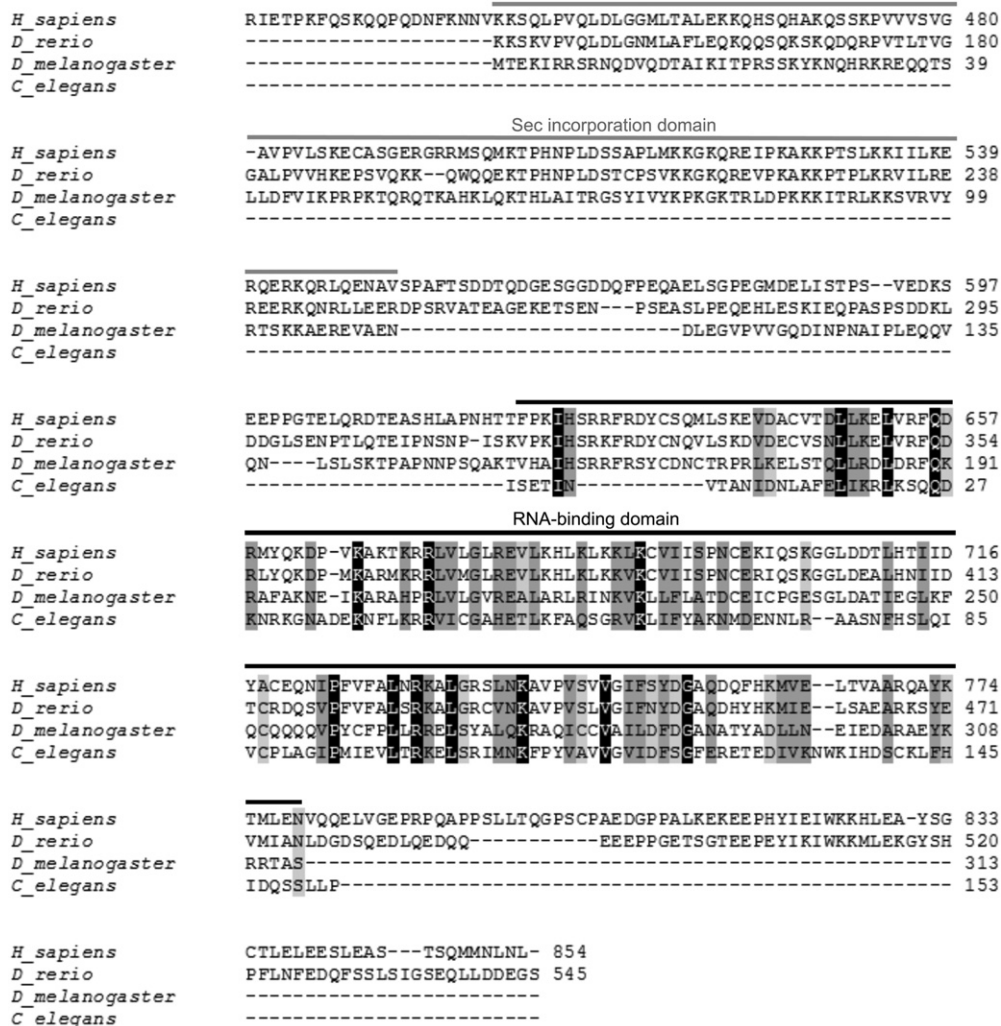 H_sapiens RIETPKFQSKQQPQDNFKNNVKKSQLPVQLDLGGMLTALEKKQHSQHAKQSSKPVVVSVG 480
D_rerio ---------------------KKSKVPVQLDLGNMLAFLEQKQQSQKSKQDQRPVTLTVG 180
D_melanogaster ---------------------MTEKIRRSRNQDVQDTAIKITPRSSKYKNQHRKREQQTS 39
C_elegans ------------------------------------------------------------
Sec incorporation domain
H_sapiens -AVPVLSKECASGERGRRMSQMKTPHNPLDSSAPLMKKGKQREIPKAKKPTSLKKIILKE 539
D_rerio GALPVVHKEPSVQKK--QWQQEKTPHNPLDSTCPSVKKGKQREVPKAKKPTPLKRVILRE 238
D_melanogaster LLDFVIKPRPKTQRQTKAHKLQKTHLAITRGSYIVYKPKGKTRLDPKKKITRLKKSVRVY 99
C_elegans ------------------------------------------------------------
H_sapiens RQERKQRLQENAVSPAFTSDDTQDGESGGDDQFPEQAELSGPEGMDELISTPS--VEDKS 597
D_rerio REERKQNRLLEERDPSRVATEAGEKETSEN---PSEASLPEQEHLESKIEQPASPSDDKL 295
D_melanogaster RTSKKAEREVAEN------------------------DLEGVPVVGQDINPNAIPLEQQV 135
C_elegans ------------------------------------------------------------
H_sapiens EEPPGTELQRDTEASHLAPNHTTFPKIHSRRFRDYCSQMLSKEVDACVTDLLKELVRFQD 657
D_rerio DDGLSENPTLQTEIPNSNP-ISKVPKIHSRKFRDYCNQVLSKDVDECVSNLLKELVRFQD 354
D_melanogaster QN----LSLSKTPAPNNPSQAKTVHAIHSRRFRSYCDNCTRPRLKELSTQLLRDLDRFQK 191
C_elegans ISETIN-----------VTANIDNLAFELIKRLKSQQD 27
RNA-binding domain
H_sapiens RMYQKDP-VKAKTKRRLVLGLREVLKHLKLKKLKCVIISPNCEKIQSKGGLDDTLHTIID 716
D_rerio RLYQKDP-MKARMKRRLVMGLREVLKHLKLKKVKCVIISPNCERIQSKGGLDEALHNIID 413
D_melanogaster RAFAKNE-IKARAHPRLVLGVREALARLRINKVKLLFLATDCEICPGESGLDATIEGLKF 250
C_elegans KNRKGNADEKNFLKRRVICGAHETLKFAQSGRVKLIFYAKNMDENNLR--AASNFHSLQI 85
H_sapiens YACEQNIPFVFALNRKALGRSLNKAVPVSVVGIFSYDGAQDQFHKMVE--LTVAARQAYK 774
D_rerio TCRDQSVPFVFALSRKALGRCVNKAVPVSLVGIFNYDGAQDHYHKMIE--LSAEARKSYE 471
D_melanogaster QCQQQQVPYCFPLLRRELSYALQKRAQICCVAILDFDGANATYADLLN--EIEDARAEYK 308
C_elegans VCPLAGIPMIEVLTRKELSRIMNKFPYVAVVGVIDFSGFERETEDIVKNWKIHDSCKLFH 145
H_sapiens TMLENVQQELVGEPRPQAPPSLLTQGPSCPAEDGPPALKEKEEPHYIEIWKKHLEA-YSG 833
D_rerio VMIANLDGDSQEDLQEDQQ-----------EEEPPGETSGTEEPEYIKIWKKMLEKGYSH 520
D_melanogaster RRTAS------------------------------------------------------- 313
C_elegans IDQSSLLP---------------------------------------------------- 153
H_sapiens CTLELEESLEAS---TSQMMNLNL- 854
D_rerio PFLNFEDQFSSLSIGSEQLLDDEGS 545
D_melanogaster -------------------------
C_elegans -------------------------